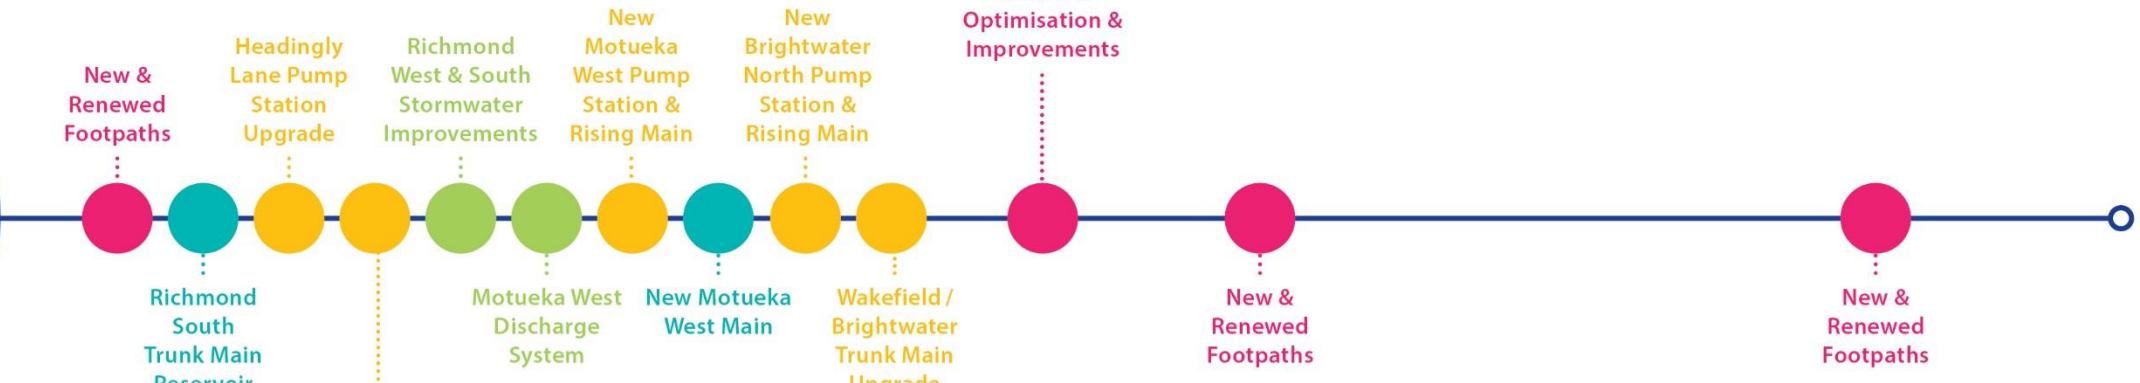 New &
Renewed
Footpaths
Richmond
South
Trunk Main
Reservoir
Headingly
Lane Pump
Station
Upgrade
Richmond
West & South
Stormwater
Improvements
Motueka West
Discharge
System
New
Motueka
West Pump
Station &
Rising Main
New Motueka
West Main
New
Brightwater
North Pump
Station &
Rising Main
Wakefield /
Brightwater
Trunk Main
Upgrade
Optimisation &
Improvements
New &
Renewed
Footpaths
New &
Renewed
Footpaths